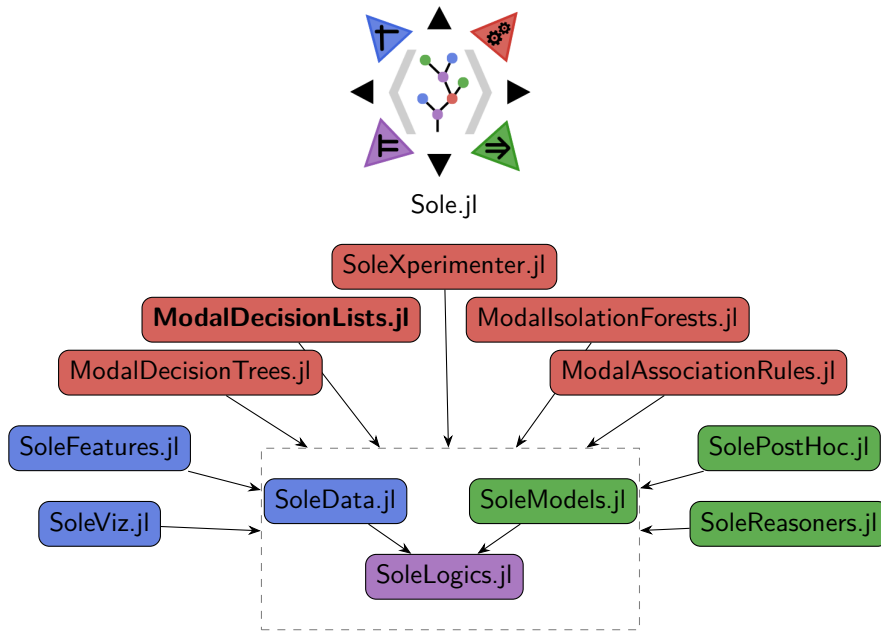 Sole.jl
SoleXperimenter.jl
ModalDecisionLists.jl
ModalIsolationForests.jl
ModalDecisionTrees.jl
ModalAssociationRules.jl
SoleFeatures.jl
SolePostHoc.jl
SoleData.jl
SoleModels.jl
SoleViz.jl
SoleReasoners.jl
SoleLogics.jl